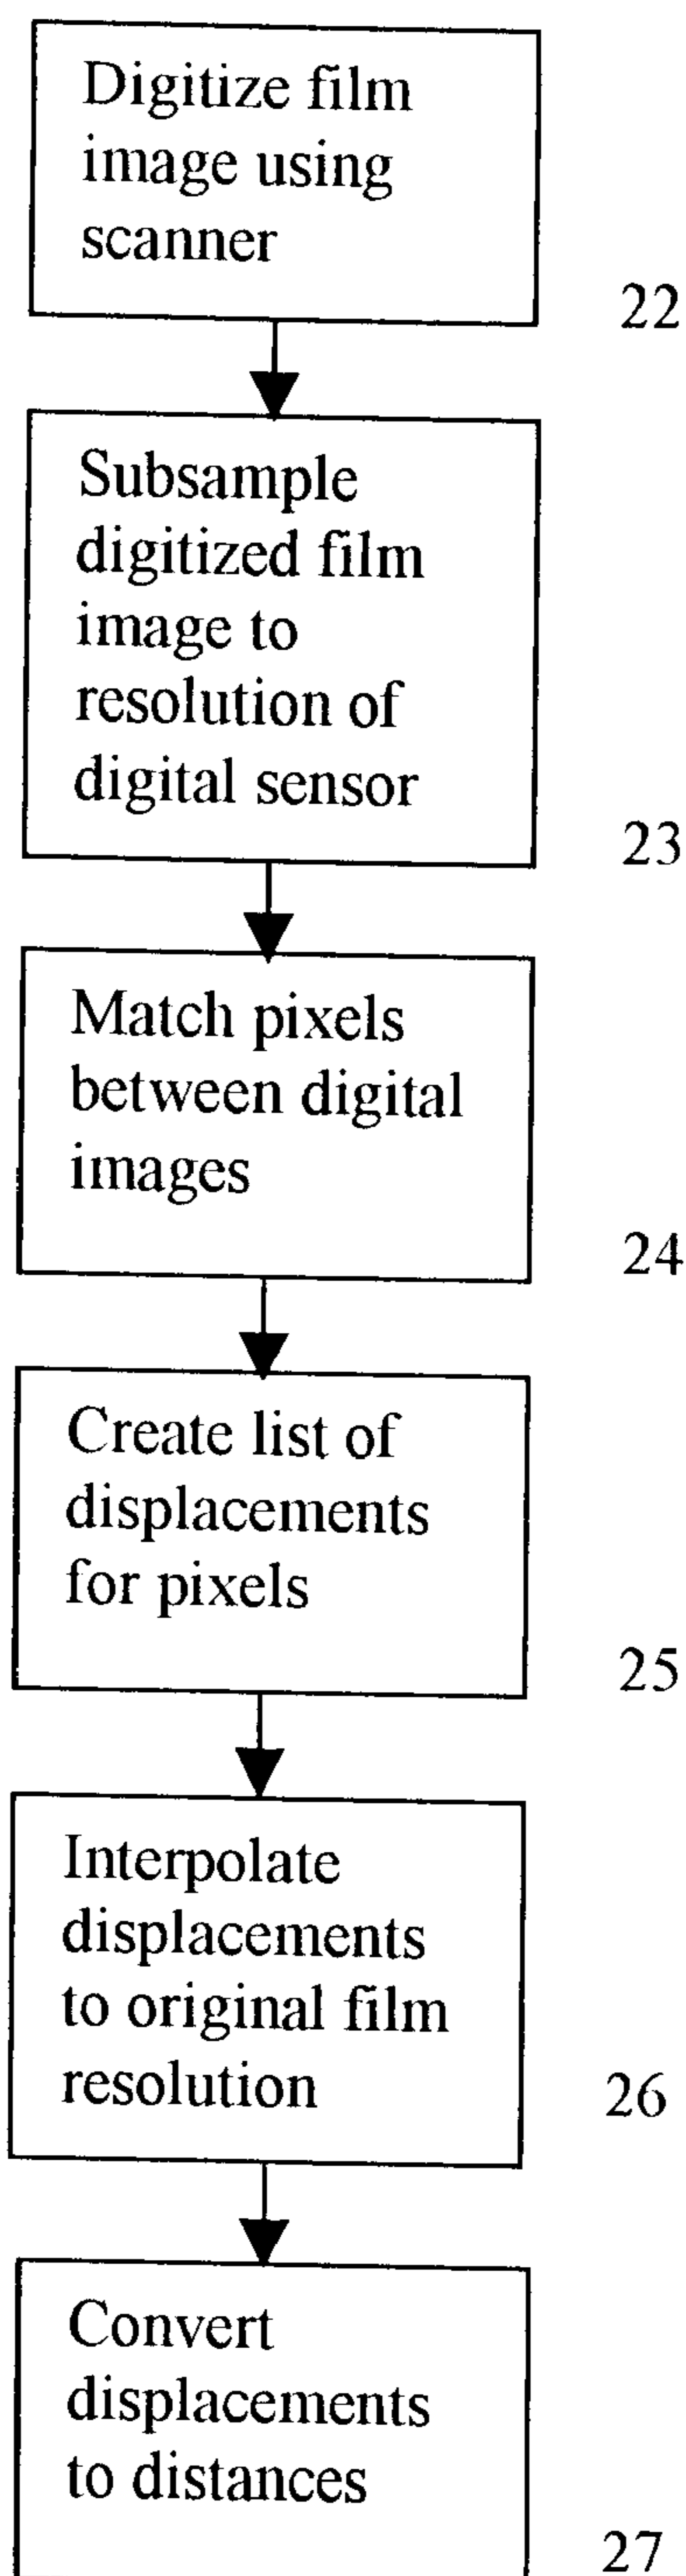 Digitize film
image using
scanner
22
Subsample
digitized film
image to
resolution of
digital sensor
23
Match pixels
between digital
images
24
Create list of
displacements
for pixels
25
Interpolate
displacements
to original film
resolution
26
Convert
displacements
to distances
27